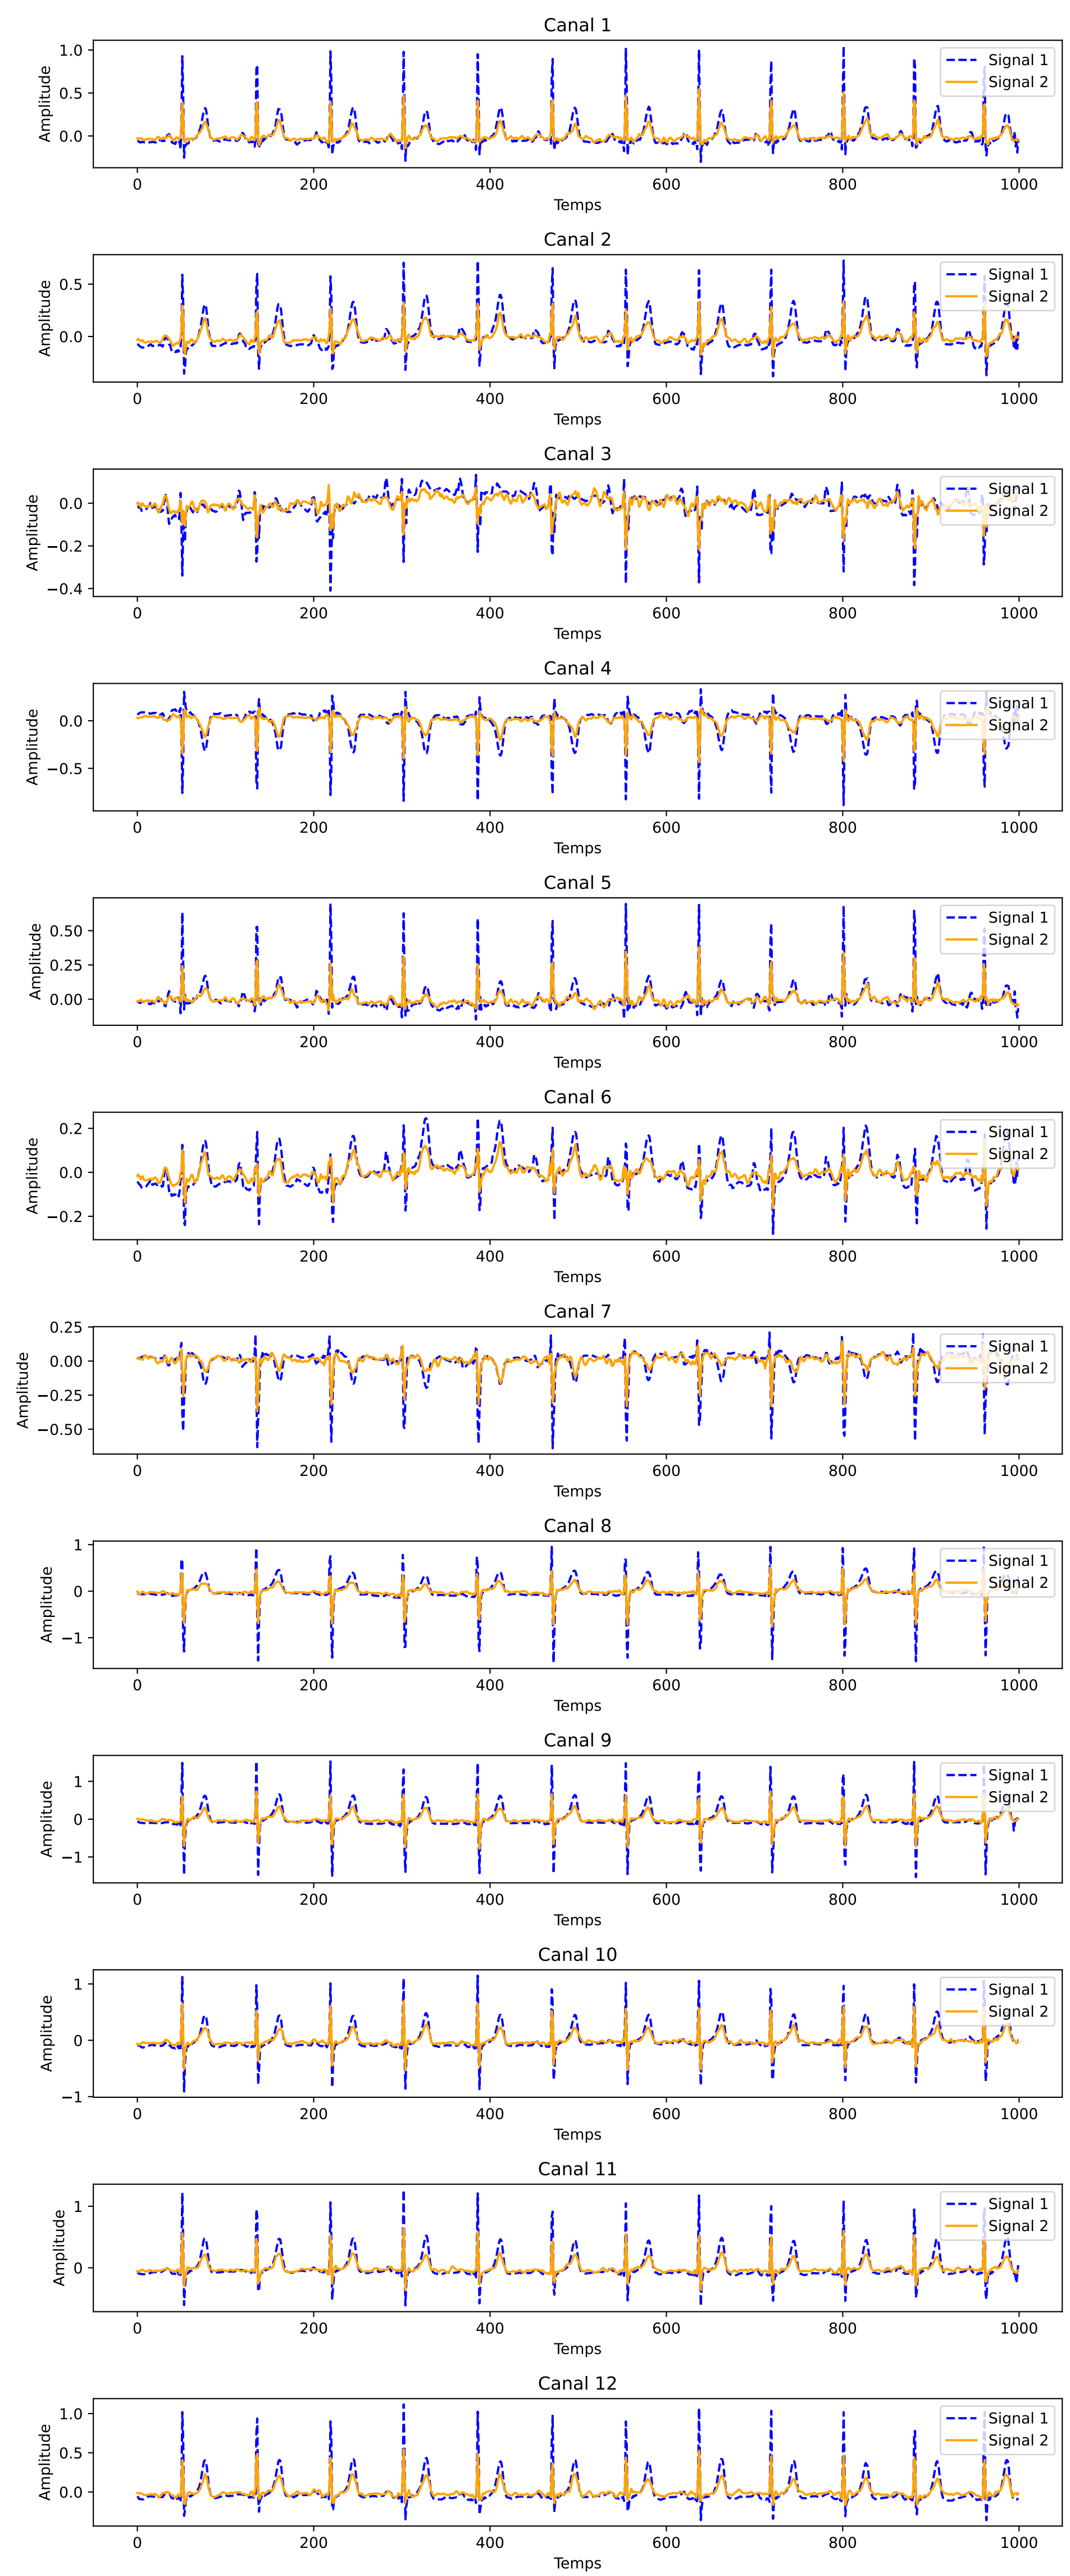 Canal 1
Amplitude
1.0
0.5
0.0
Signal 1
Signal 2
0 200 400 600 800 1000
Temps
Canal 2
Amplitude
0.5
0.0
Signal 1
Signal 2
0 200 400 600 800 1000
Temps
Canal 3
Amplitude
0.0
−0.2
−0.4
Signal 1
Signal 2
0 200 400 600 800 1000
Temps
Canal 4
Amplitude
0.0
−0.5
Signal 1
Signal 2
0 200 400 600 800 1000
Temps
Canal 5
Amplitude
0.50
0.25
0.00
Signal 1
Signal 2
0 200 400 600 800 1000
Temps
Canal 6
Amplitude
0.2
0.0
−0.2
Signal 1
Signal 2
0 200 400 600 800 1000
Temps
Canal 7
Amplitude
0.25
0.00
−0.25
−0.50
Signal 1
Signal 2
0 200 400 600 800 1000
Temps
Canal 8
Amplitude
1
0
−1
Signal 1
Signal 2
0 200 400 600 800 1000
Temps
Canal 9
Amplitude
1
0
−1
Signal 1
Signal 2
0 200 400 600 800 1000
Temps
Canal 10
Amplitude
1
0
−1
Signal 1
Signal 2
0 200 400 600 800 1000
Temps
Canal 11
Amplitude
1
0
Signal 1
Signal 2
0 200 400 600 800 1000
Temps
Canal 12
Amplitude
1.0
0.5
0.0
Signal 1
Signal 2
0 200 400 600 800 1000
Temps